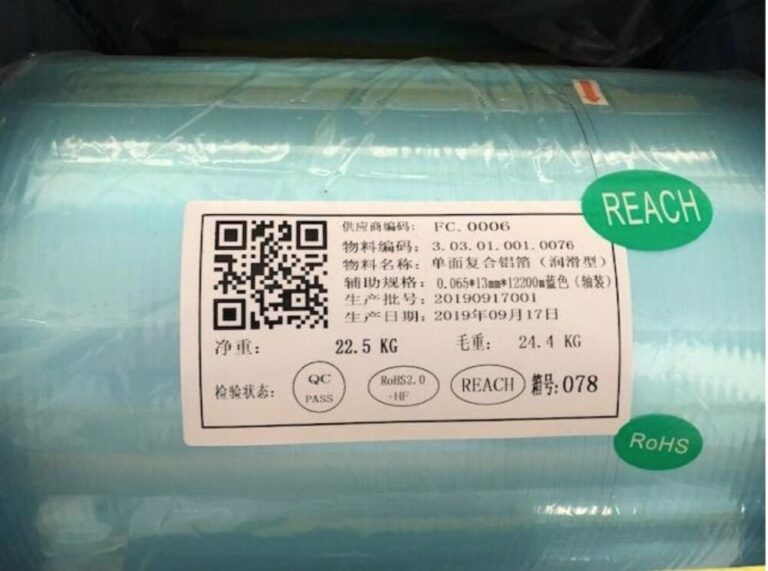 REACH
供应商编码: FC.0006
物料编码: 3.03.01.001.0076
物料名称: 单面复合铝箔（润滑型）
辅助规格: 0.065*13mm*12200m蓝色（轴装）
生产批号: 20190917001
生产日期: 2019年09月17日
净重: 22.5 KG 毛重: 24.4 KG
检验状态: QC PASS RoHS2.0 +HF REACH 箱号:078
RoHS